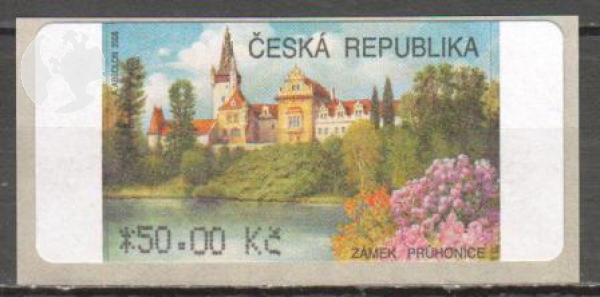 ČESKÁ REPUBLIKA
*50.00 Kč
ZÁMEK PRŮHONICE